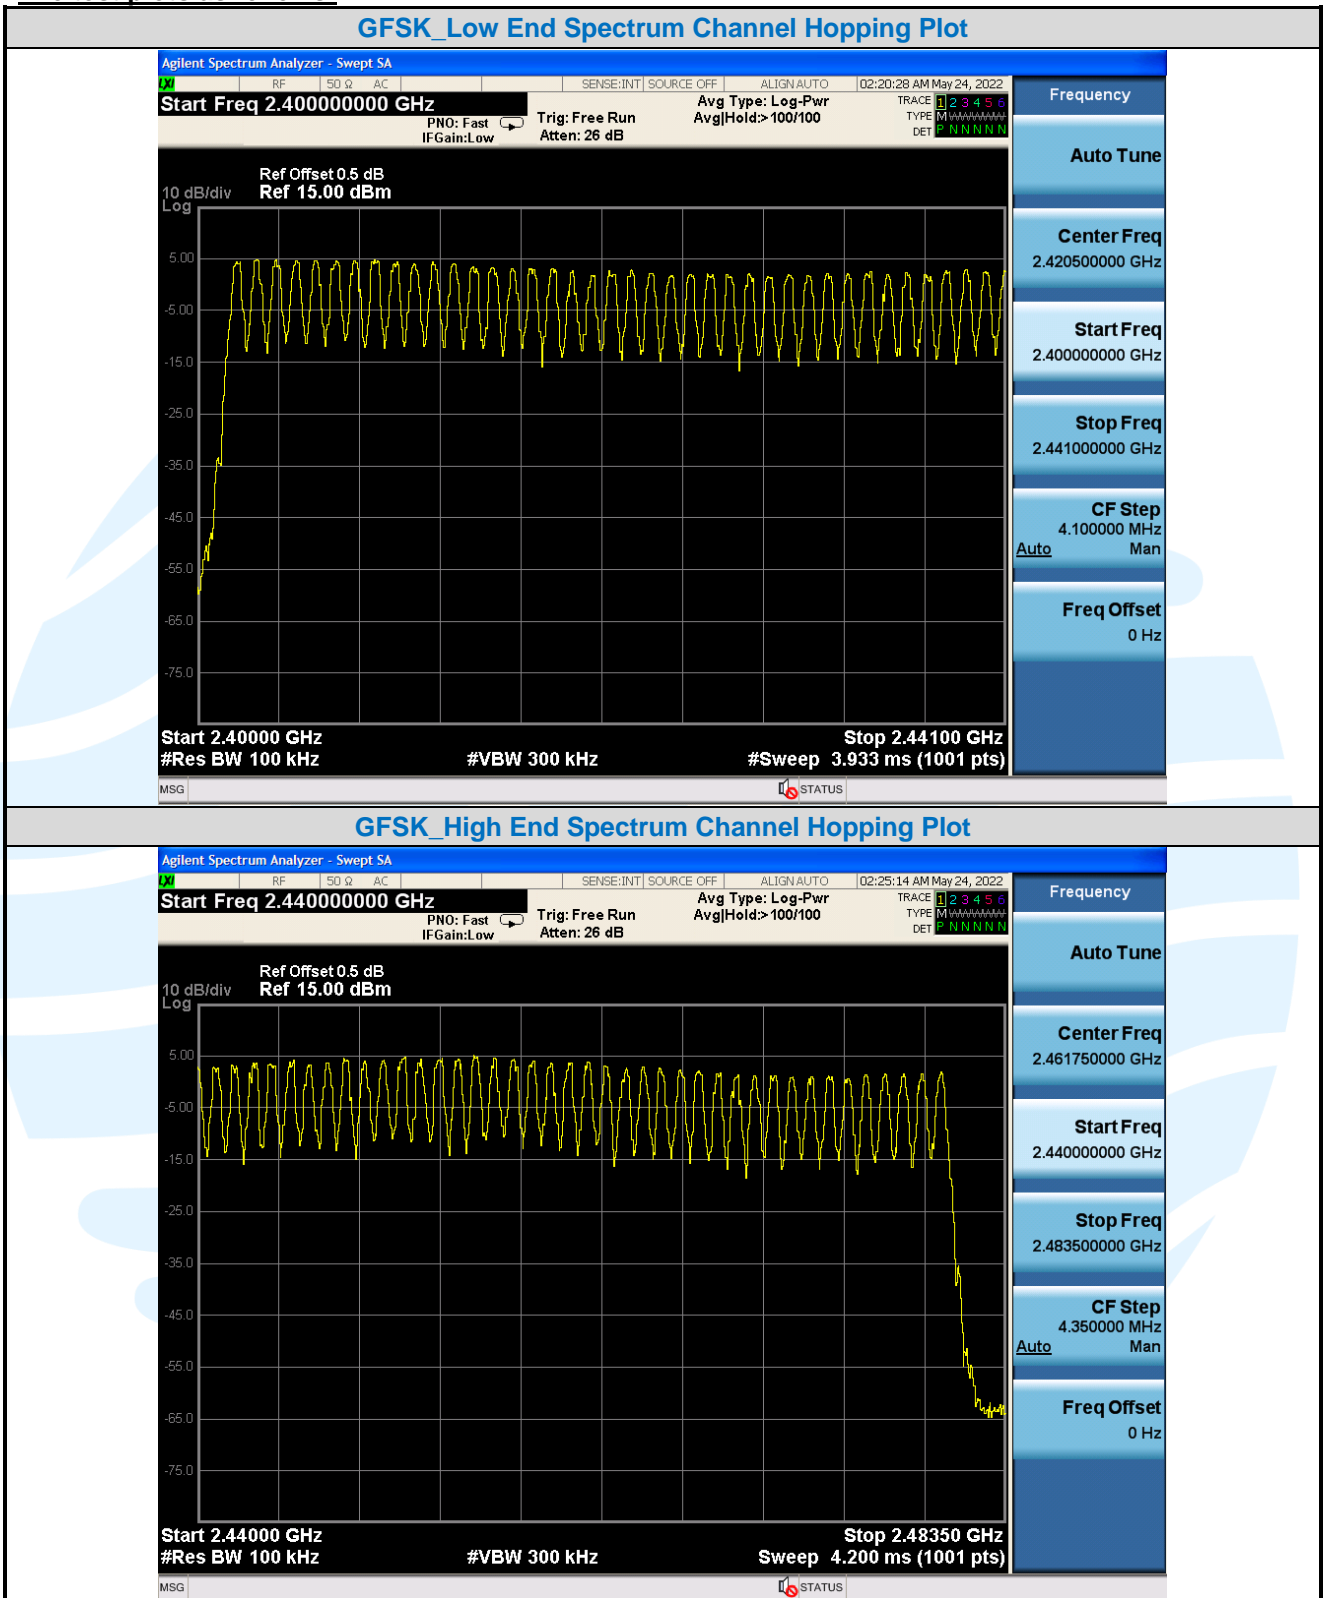 GFSK_Low End Spectrum Channel Hopping Plot
Agilent Spectrum Analyzer - Swept SA
LXI RF 50 Ω AC SENSE:INT SOURCE OFF ALIGN AUTO 02:20:28 AM May 24, 2022
Start Freq 2.400000000 GHz
PNO: Fast
IFGain:Low
Trig: Free Run
Atten: 26 dB
Avg Type: Log-Pwr
Avg|Hold:> 100/100
TRACE 1 2 3 4 5 6
TYPE M WWWWW
DET P N N N N N
Ref Offset 0.5 dB
10 dB/div Ref 15.00 dBm
Log
5.00
-5.00
-15.0
-25.0
-35.0
-45.0
-55.0
-65.0
-75.0
Start 2.40000 GHz Stop 2.44100 GHz
#Res BW 100 kHz #VBW 300 kHz #Sweep 3.933 ms (1001 pts)
MSG STATUS
Frequency
Auto Tune
Center Freq
2.420500000 GHz
Start Freq
2.400000000 GHz
Stop Freq
2.441000000 GHz
CF Step
4.100000 MHz
Auto Man
Freq Offset
0 Hz
GFSK_High End Spectrum Channel Hopping Plot
Agilent Spectrum Analyzer - Swept SA
LXI RF 50 Ω AC SENSE:INT SOURCE OFF ALIGN AUTO 02:25:14 AM May 24, 2022
Start Freq 2.440000000 GHz
PNO: Fast
IFGain:Low
Trig: Free Run
Atten: 26 dB
Avg Type: Log-Pwr
Avg|Hold:> 100/100
TRACE 1 2 3 4 5 6
TYPE M WWWWW
DET P N N N N N
Ref Offset 0.5 dB
10 dB/div Ref 15.00 dBm
Log
5.00
-5.00
-15.0
-25.0
-35.0
-45.0
-55.0
-65.0
-75.0
Start 2.44000 GHz Stop 2.48350 GHz
#Res BW 100 kHz #VBW 300 kHz Sweep 4.200 ms (1001 pts)
MSG STATUS
Frequency
Auto Tune
Center Freq
2.461750000 GHz
Start Freq
2.440000000 GHz
Stop Freq
2.483500000 GHz
CF Step
4.350000 MHz
Auto Man
Freq Offset
0 Hz